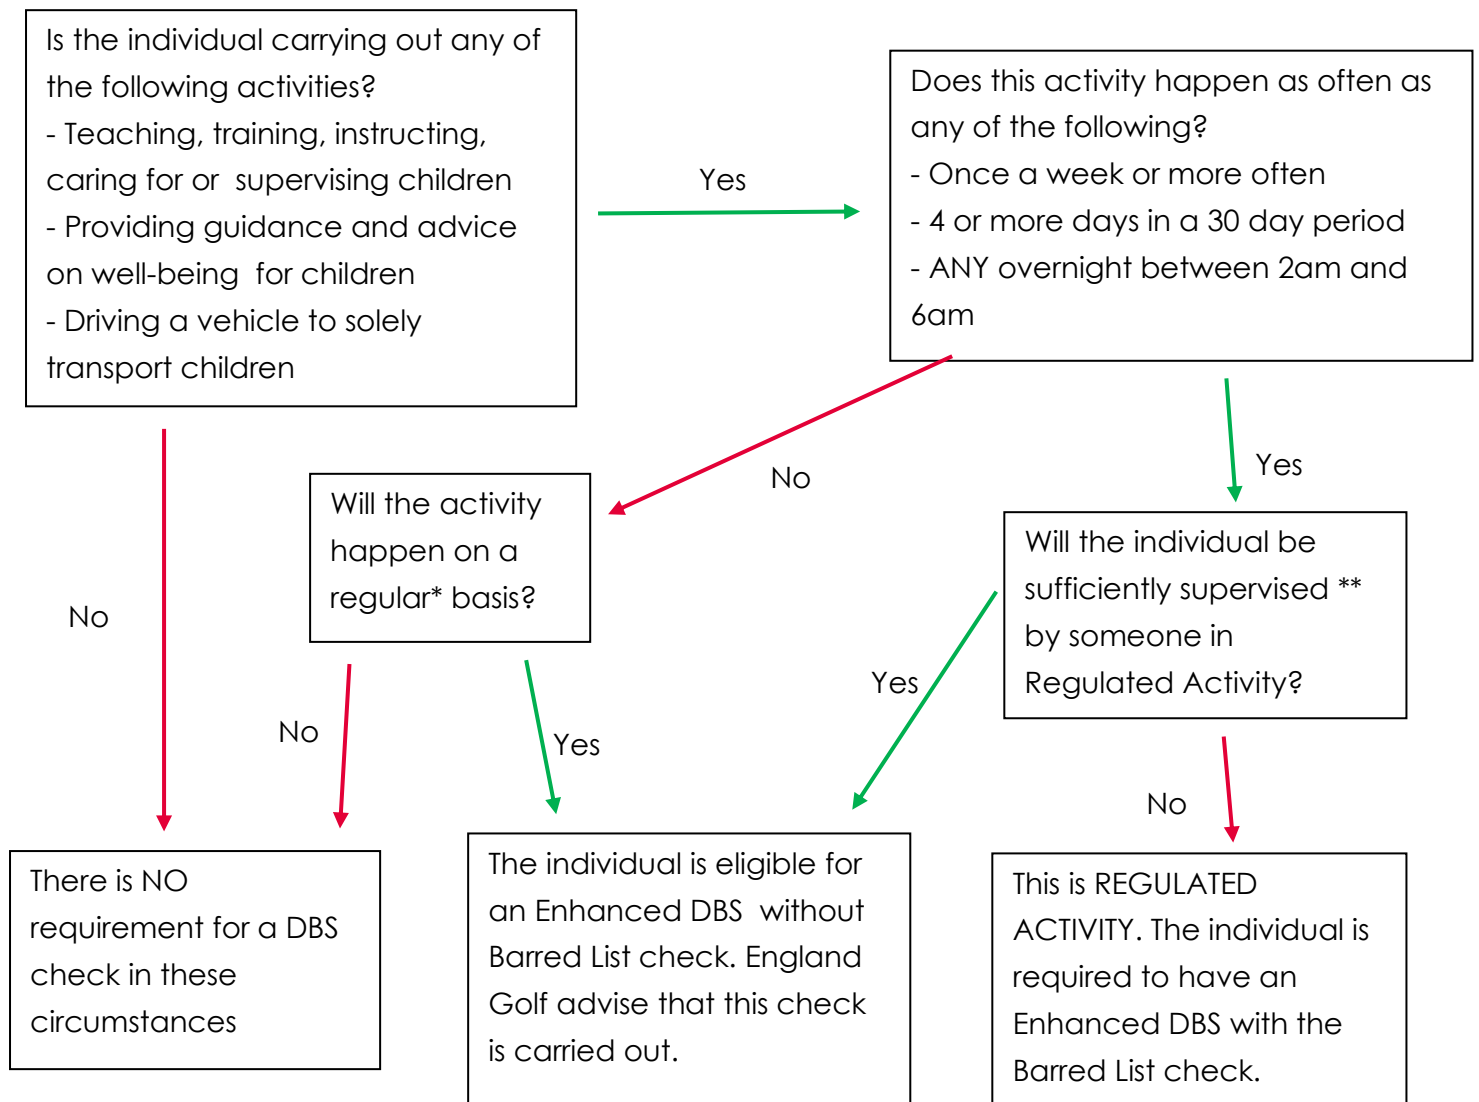 Is the individual carrying out any of
the following activities?
- Teaching, training, instructing,
caring for or  supervising children
- Providing guidance and advice
on well-being  for children
- Driving a vehicle to solely
transport children
Yes
Does this activity happen as often as
any of the following?
- Once a week or more often
- 4 or more days in a 30 day period
- ANY overnight between 2am and
6am
No
Yes
Will the activity
happen on a
regular* basis?
Will the individual be
sufficiently supervised **
by someone in
Regulated Activity?
No
No
Yes
Yes
No
There is NO
requirement for a DBS
check in these
circumstances
The individual is eligible for
an Enhanced DBS  without
Barred List check. England
Golf advise that this check
is carried out.
This is REGULATED
ACTIVITY. The individual is
required to have an
Enhanced DBS with the
Barred List check.